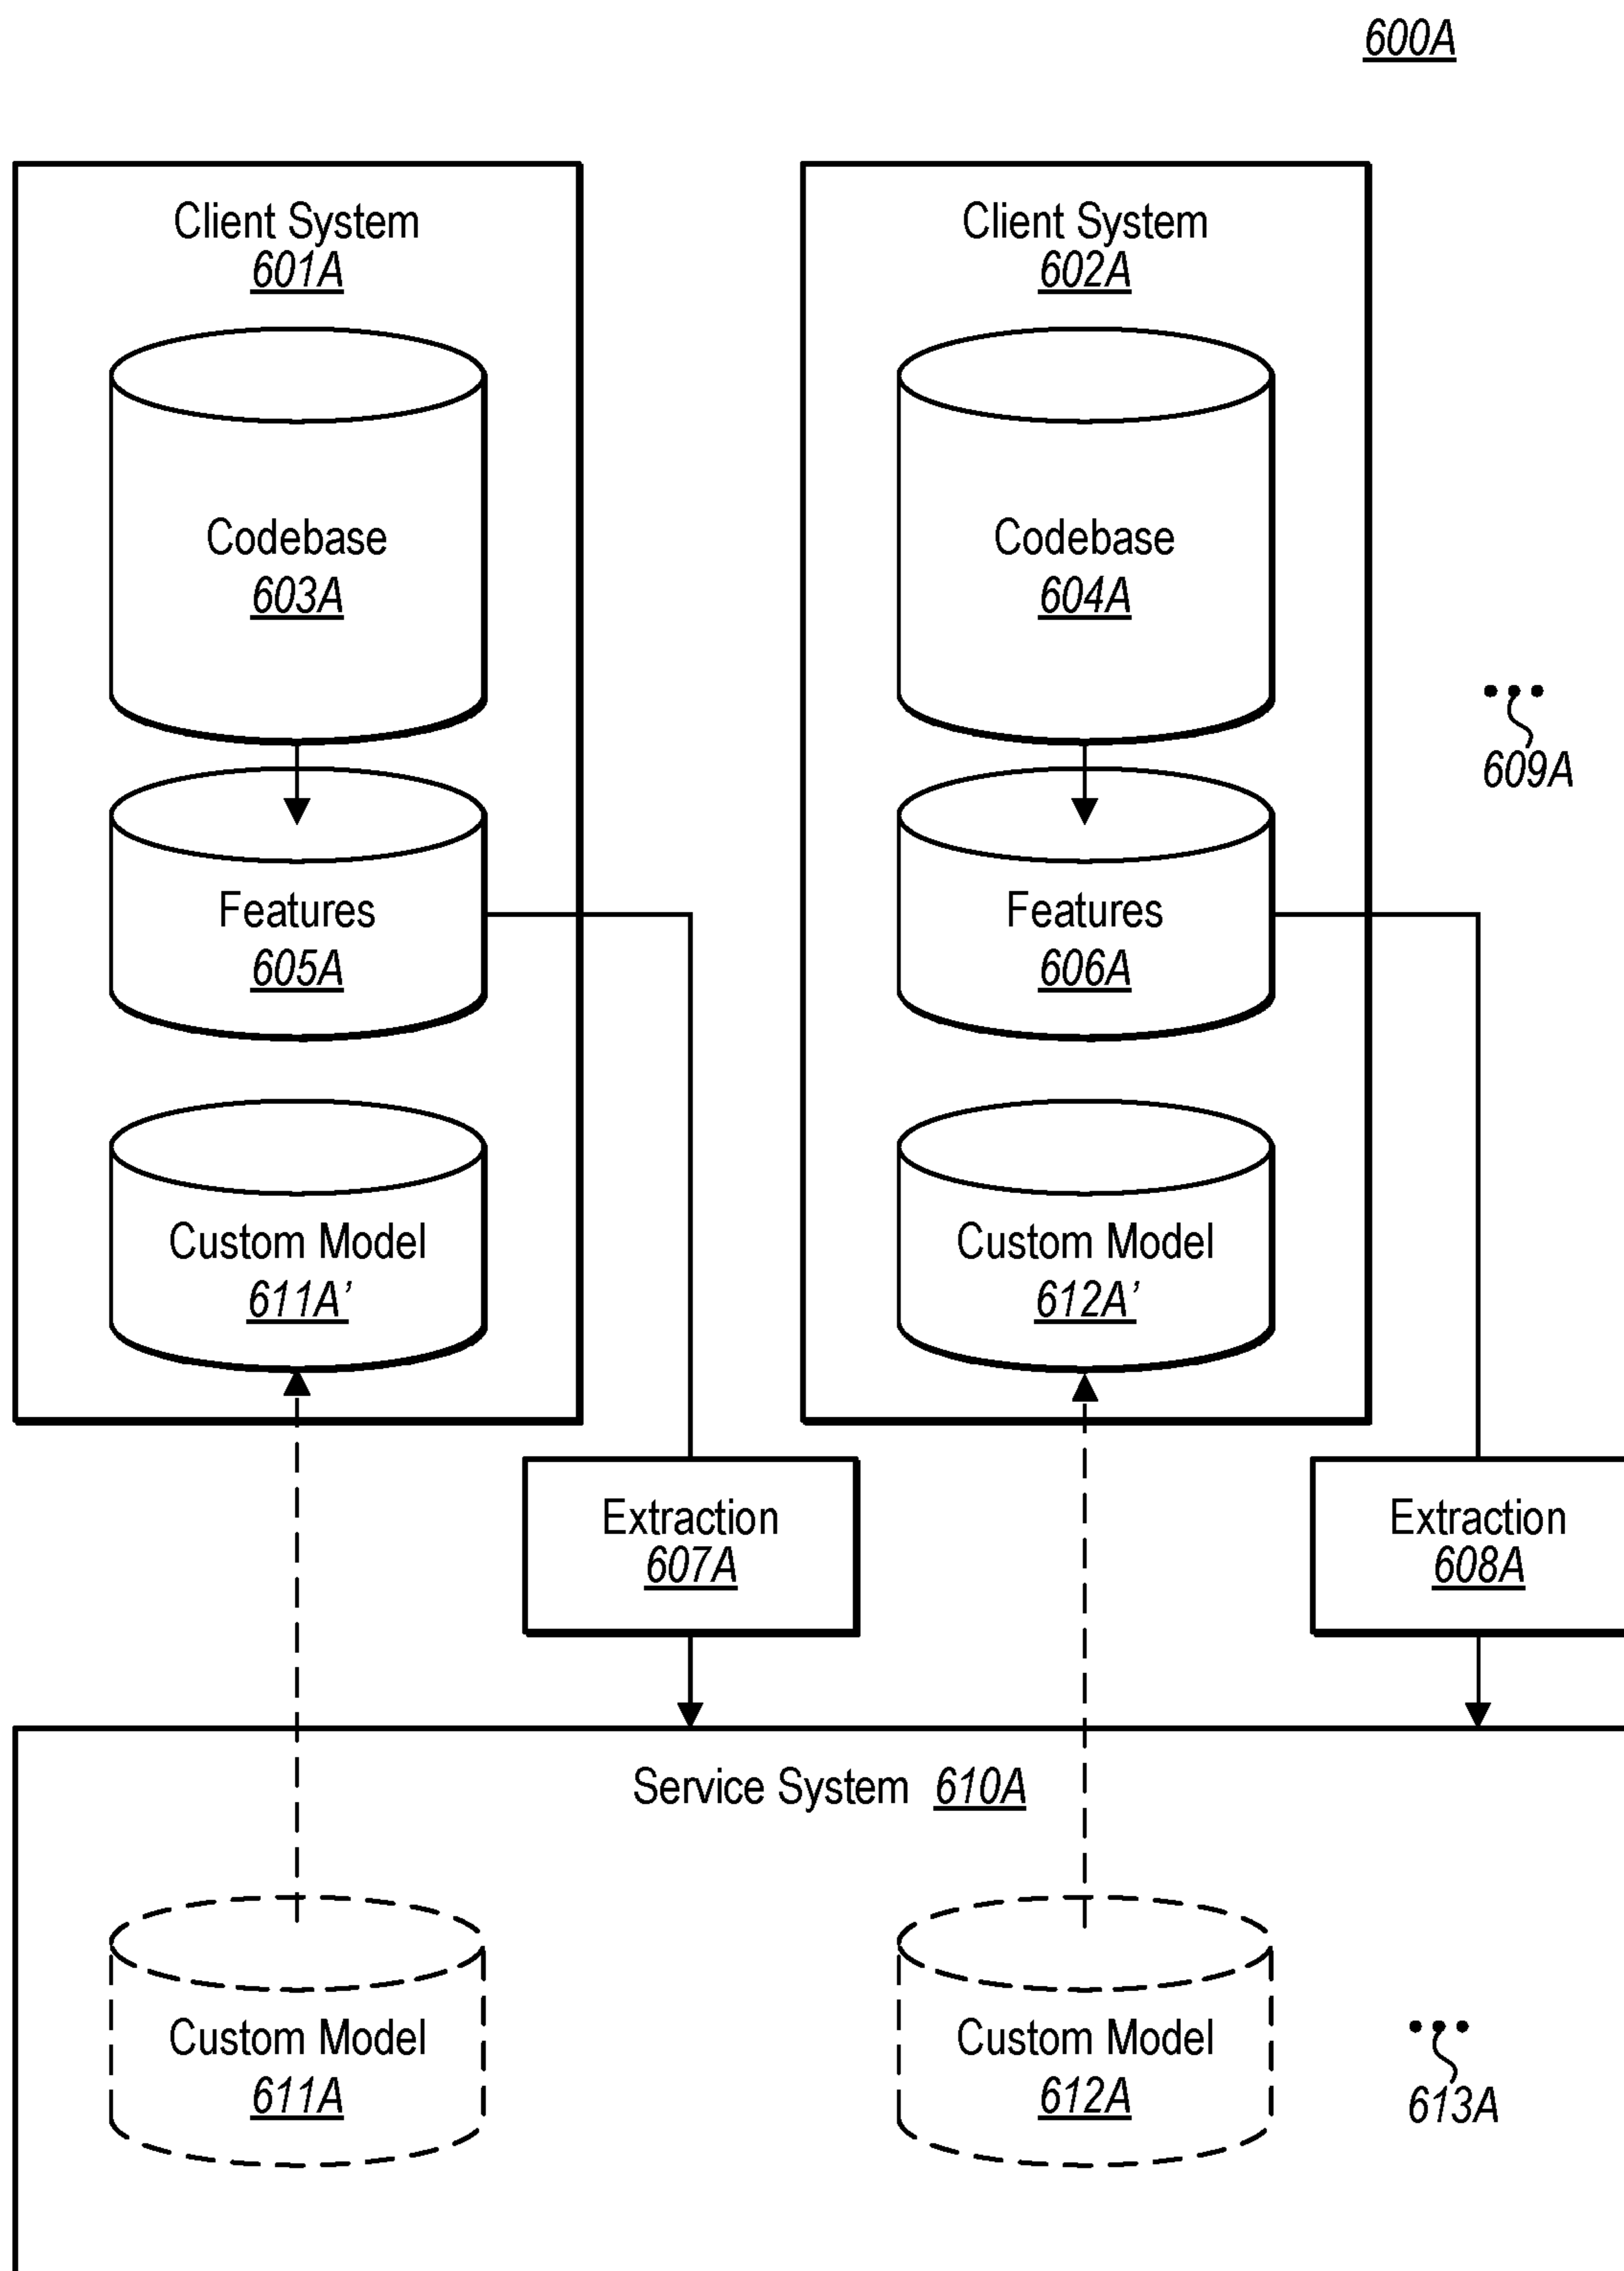 600A
Client System
601A
Codebase
603A
Features
605A
Custom Model
611A’
Client System
602A
Codebase
604A
Features
606A
Custom Model
612A’
609A
Extraction
607A
Extraction
608A
Service System 610A
Custom Model
611A
Custom Model
612A
613A